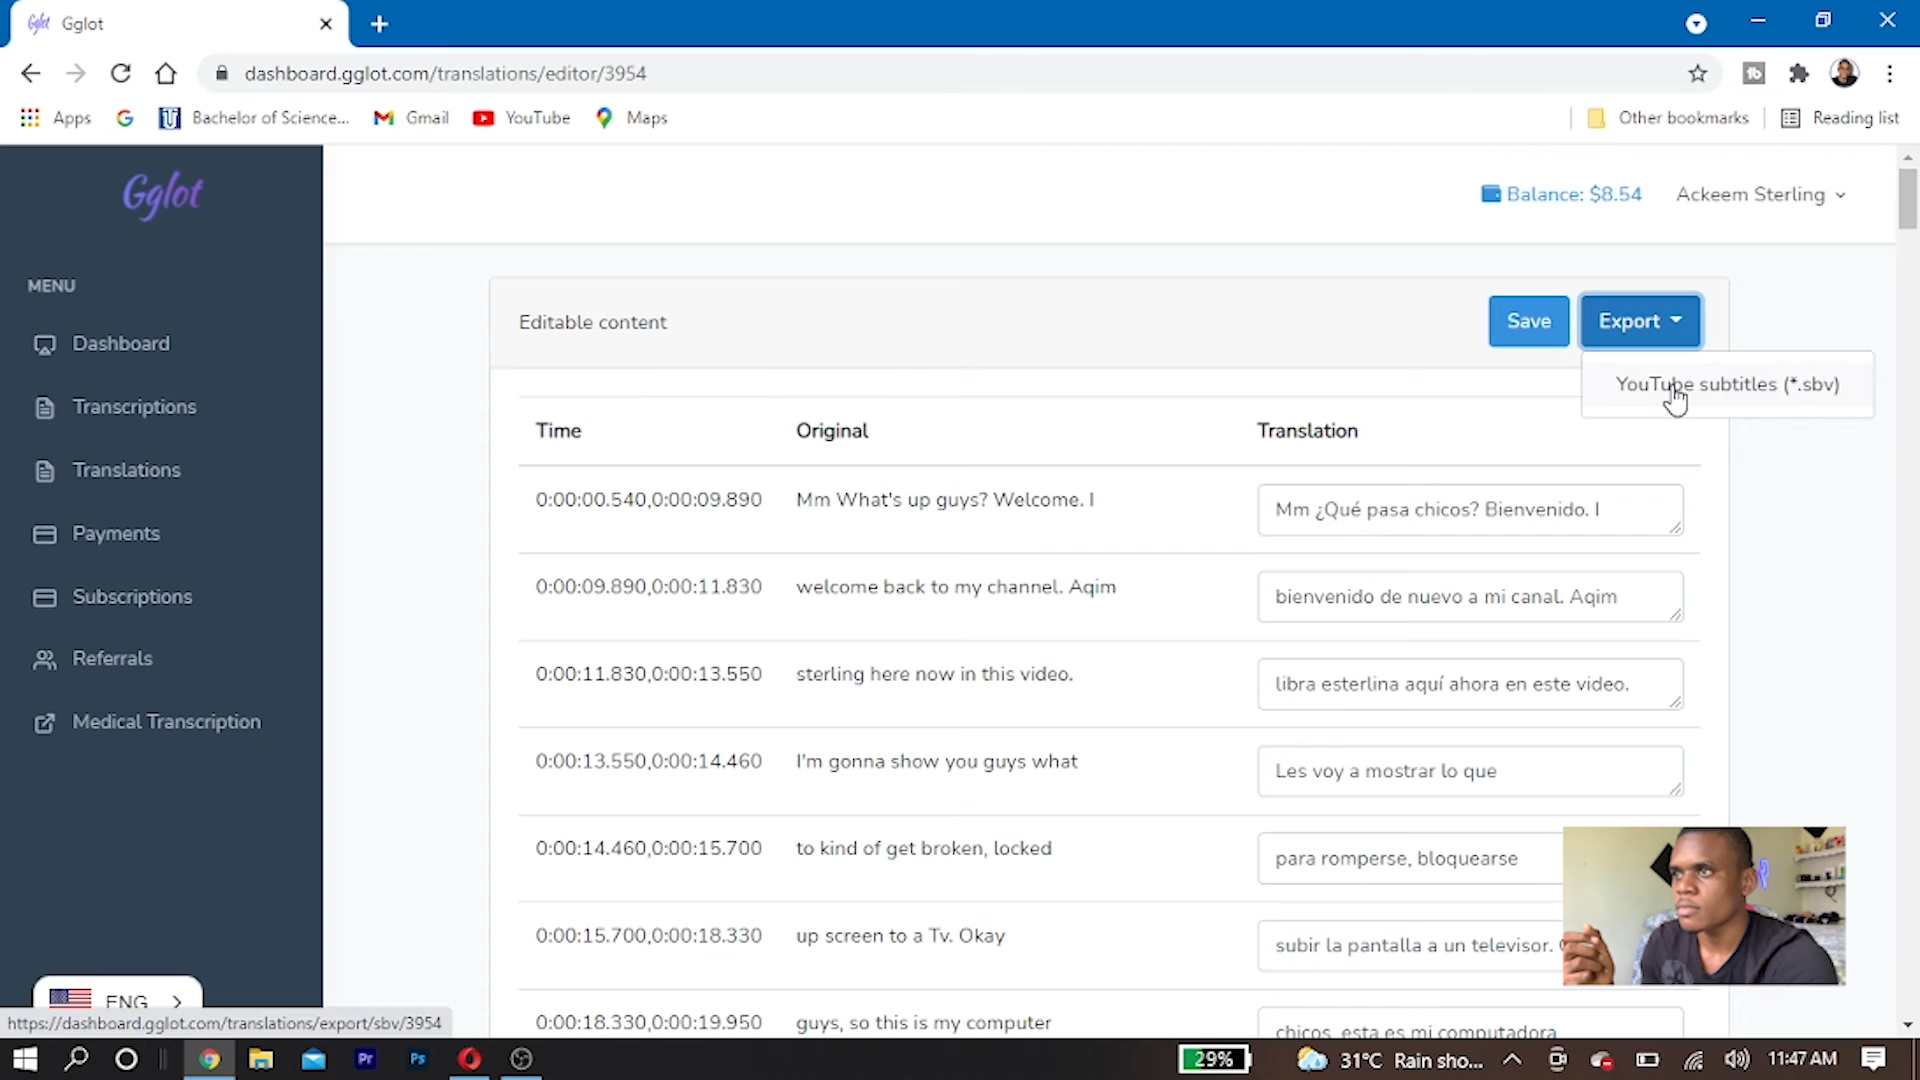 Gglot
Gglot
dashboard.gglot.com/translations/editor/3954
Apps
Bachelor of Science...
Gmail
YouTube
Maps
Other bookmarks
Reading list
Gglot
Balance: $8.54
Ackeem Sterling
MENU
Dashboard
Transcriptions
Translations
Payments
Subscriptions
Referrals
Medical Transcription
ENG
Editable content
Save
Export
YouTube subtitles (*.sbv)
Time Original Translation
0:00:00.540,0:00:09.890 Mm What's up guys? Welcome. I Mm ¿Qué pasa chicos? Bienvenido. I
0:00:09.890,0:00:11.830 welcome back to my channel. Aqim bienvenido de nuevo a mi canal. Aqim
0:00:11.830,0:00:13.550 sterling here now in this video. libra esterlina aquí ahora en este video.
0:00:13.550,0:00:14.460 I'm gonna show you guys what Les voy a mostrar lo que
0:00:14.460,0:00:15.700 to kind of get broken, locked para romperse, bloquearse
0:00:15.700,0:00:18.330 up screen to a Tv. Okay subir la pantalla a un televisor.
0:00:18.330,0:00:19.950 guys, so this is my computer chicos, esta es mi computadora
https://dashboard.gglot.com/translations/export/sbv/3954
Pr
Ps
29%
31°C Rain sho...
11:47 AM